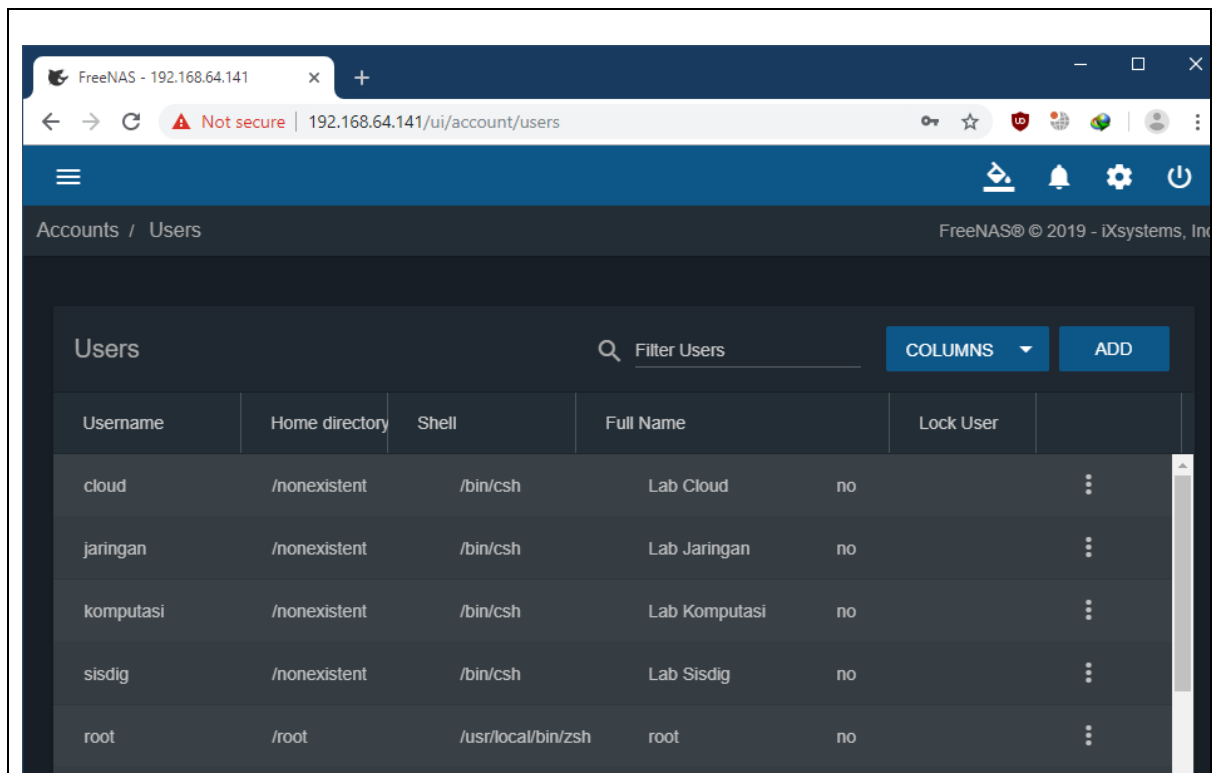 FreeNAS - 192.168.64.141
Not secure | 192.168.64.141/ui/account/users
Accounts / Users
FreeNAS® © 2019 - iXsystems, Inc
Users
Filter Users
COLUMNS
ADD
Username Home directory Shell Full Name Lock User
cloud /nonexistent /bin/csh Lab Cloud no
jaringan /nonexistent /bin/csh Lab Jaringan no
komputasi /nonexistent /bin/csh Lab Komputasi no
sisdig /nonexistent /bin/csh Lab Sisdig no
root /root /usr/local/bin/zsh root no